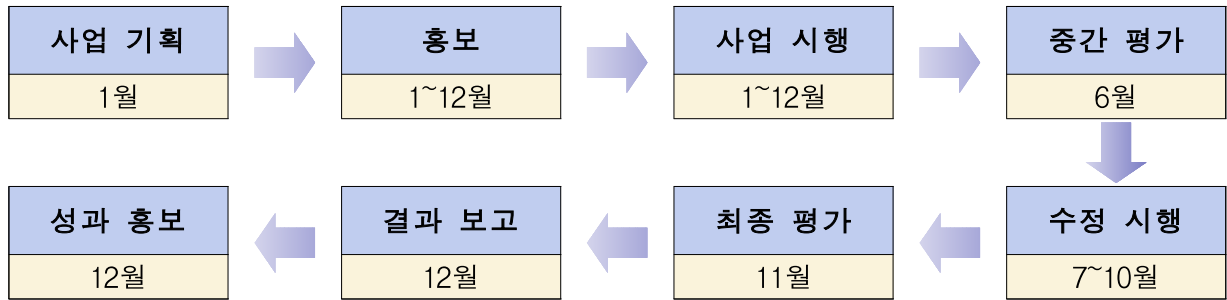 사업 기획
1월
홍보
1~12월
사업 시행
1~12월
중간 평가
6월
수정 시행
7~10월
최종 평가
11월
결과 보고
12월
성과 홍보
12월